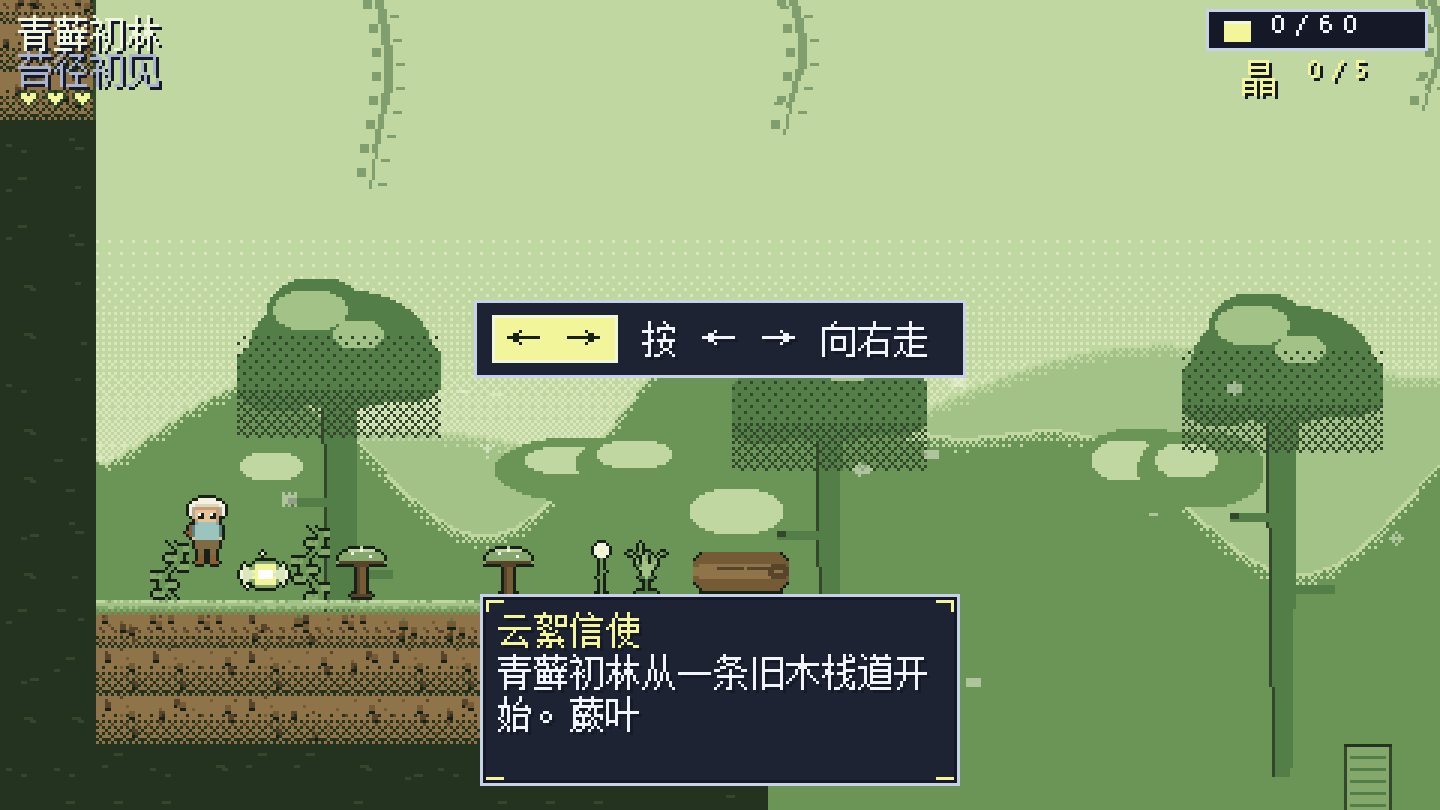 青藓初林
苔径初风
0/60
晶 0/5
← → 按 ← → 向右走
云絮信使
青藓初林从一条旧木栈道开
始。蕨叶